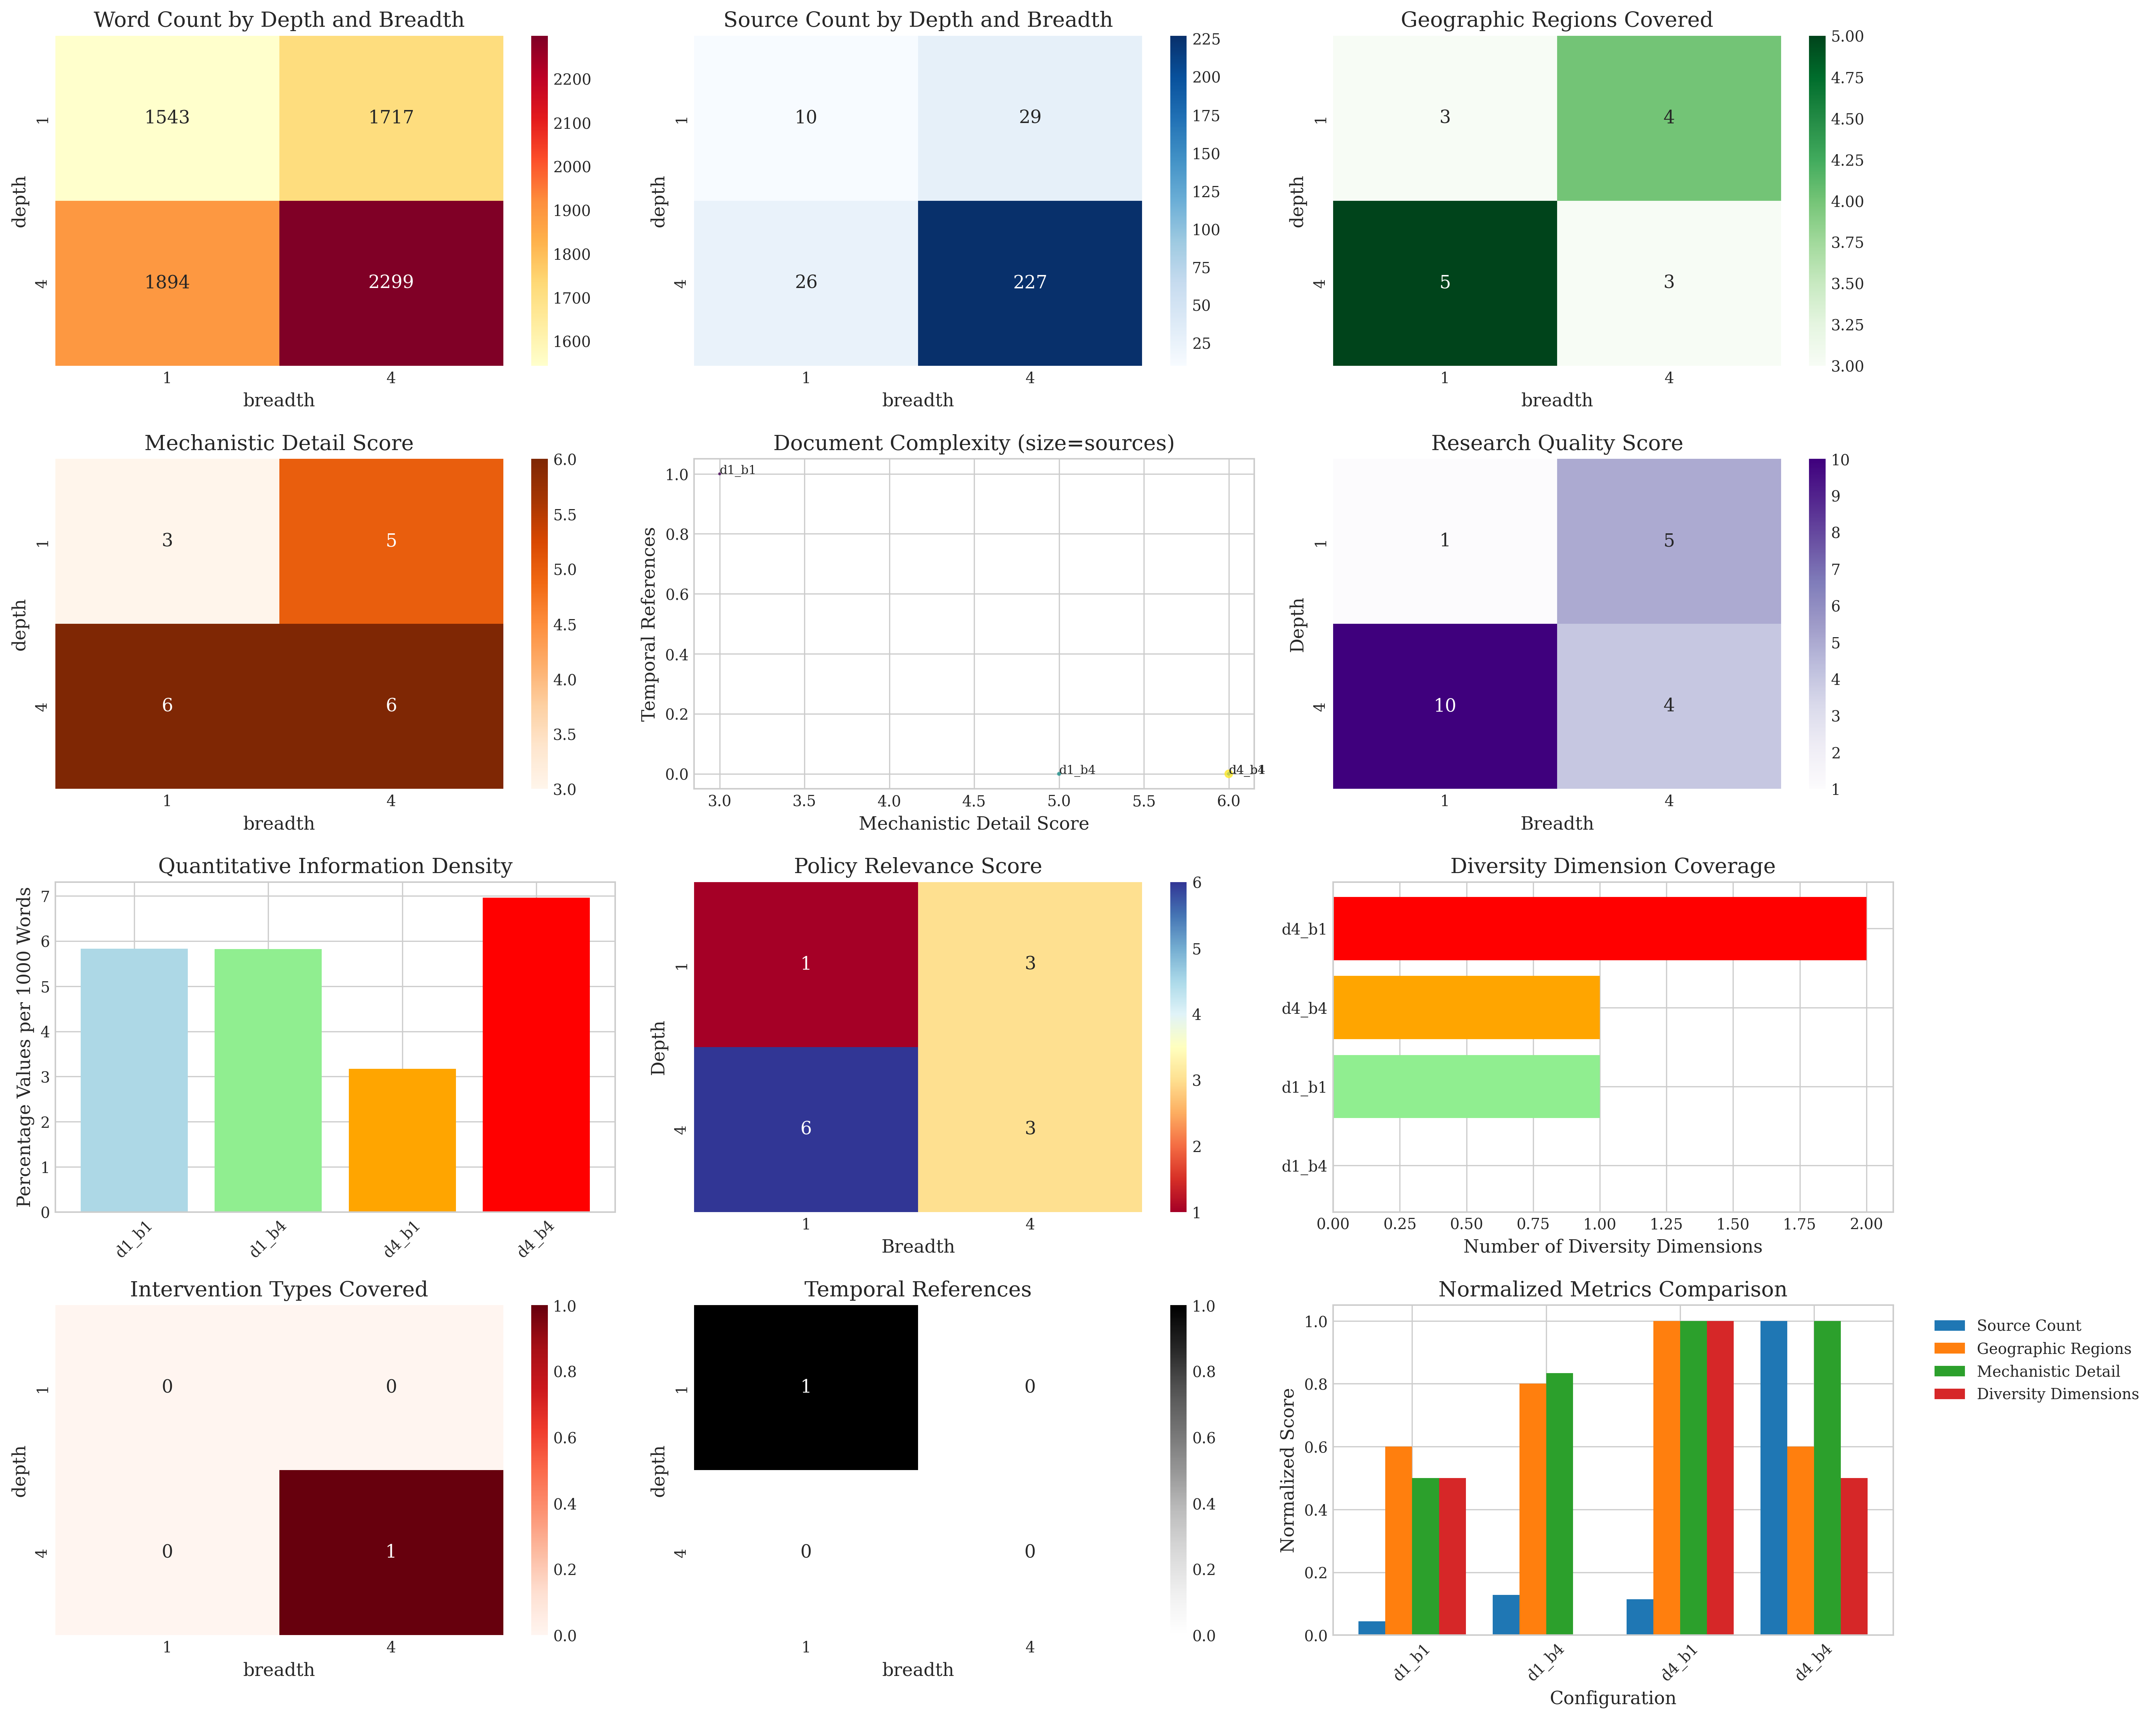 Word Count by Depth and Breadth
1543 1717
1894 2299
1
4
depth
1 4
breadth
2200
2100
2000
1900
1800
1700
1600
Source Count by Depth and Breadth
10 29
26 227
1
4
depth
1 4
breadth
225
200
175
150
125
100
75
50
25
Geographic Regions Covered
3 4
5 3
1
4
depth
1 4
breadth
5.00
4.75
4.50
4.25
4.00
3.75
3.50
3.25
3.00
Mechanistic Detail Score
3 5
6 6
1
4
depth
1 4
breadth
6.0
5.5
5.0
4.5
4.0
3.5
3.0
Document Complexity (size=sources)
Temporal References
1.0
0.8
0.6
0.4
0.2
0.0
d1_b1
d1_b4
3.0 3.5 4.0 4.5 5.0 5.5 6.0
Mechanistic Detail Score
Research Quality Score
1 5
10 4
1
4
Depth
1 4
Breadth
10
9
8
7
6
5
4
3
2
1
Quantitative Information Density
Percentage Values per 1000 Words
7
6
5
4
3
2
1
0
d1_b1 d1_b4 d4_b1 d4_b4
Policy Relevance Score
1 3
6 3
1
4
Depth
1 4
Breadth
6
5
4
3
2
1
Diversity Dimension Coverage
d4_b1
d4_b4
d1_b1
d1_b4
0.00 0.25 0.50 0.75 1.00 1.25 1.50 1.75 2.00
Number of Diversity Dimensions
Intervention Types Covered
0 0
0 1
1
4
depth
1 4
breadth
1.0
0.8
0.6
0.4
0.2
0.0
Temporal References
1 0
0 0
1
4
depth
1 4
breadth
1.0
0.8
0.6
0.4
0.2
0.0
Normalized Metrics Comparison
Normalized Score
1.0
0.8
0.6
0.4
0.2
0.0
d1_b1 d1_b4 d4_b1 d4_b4
Configuration
Source Count
Geographic Regions
Mechanistic Detail
Diversity Dimensions